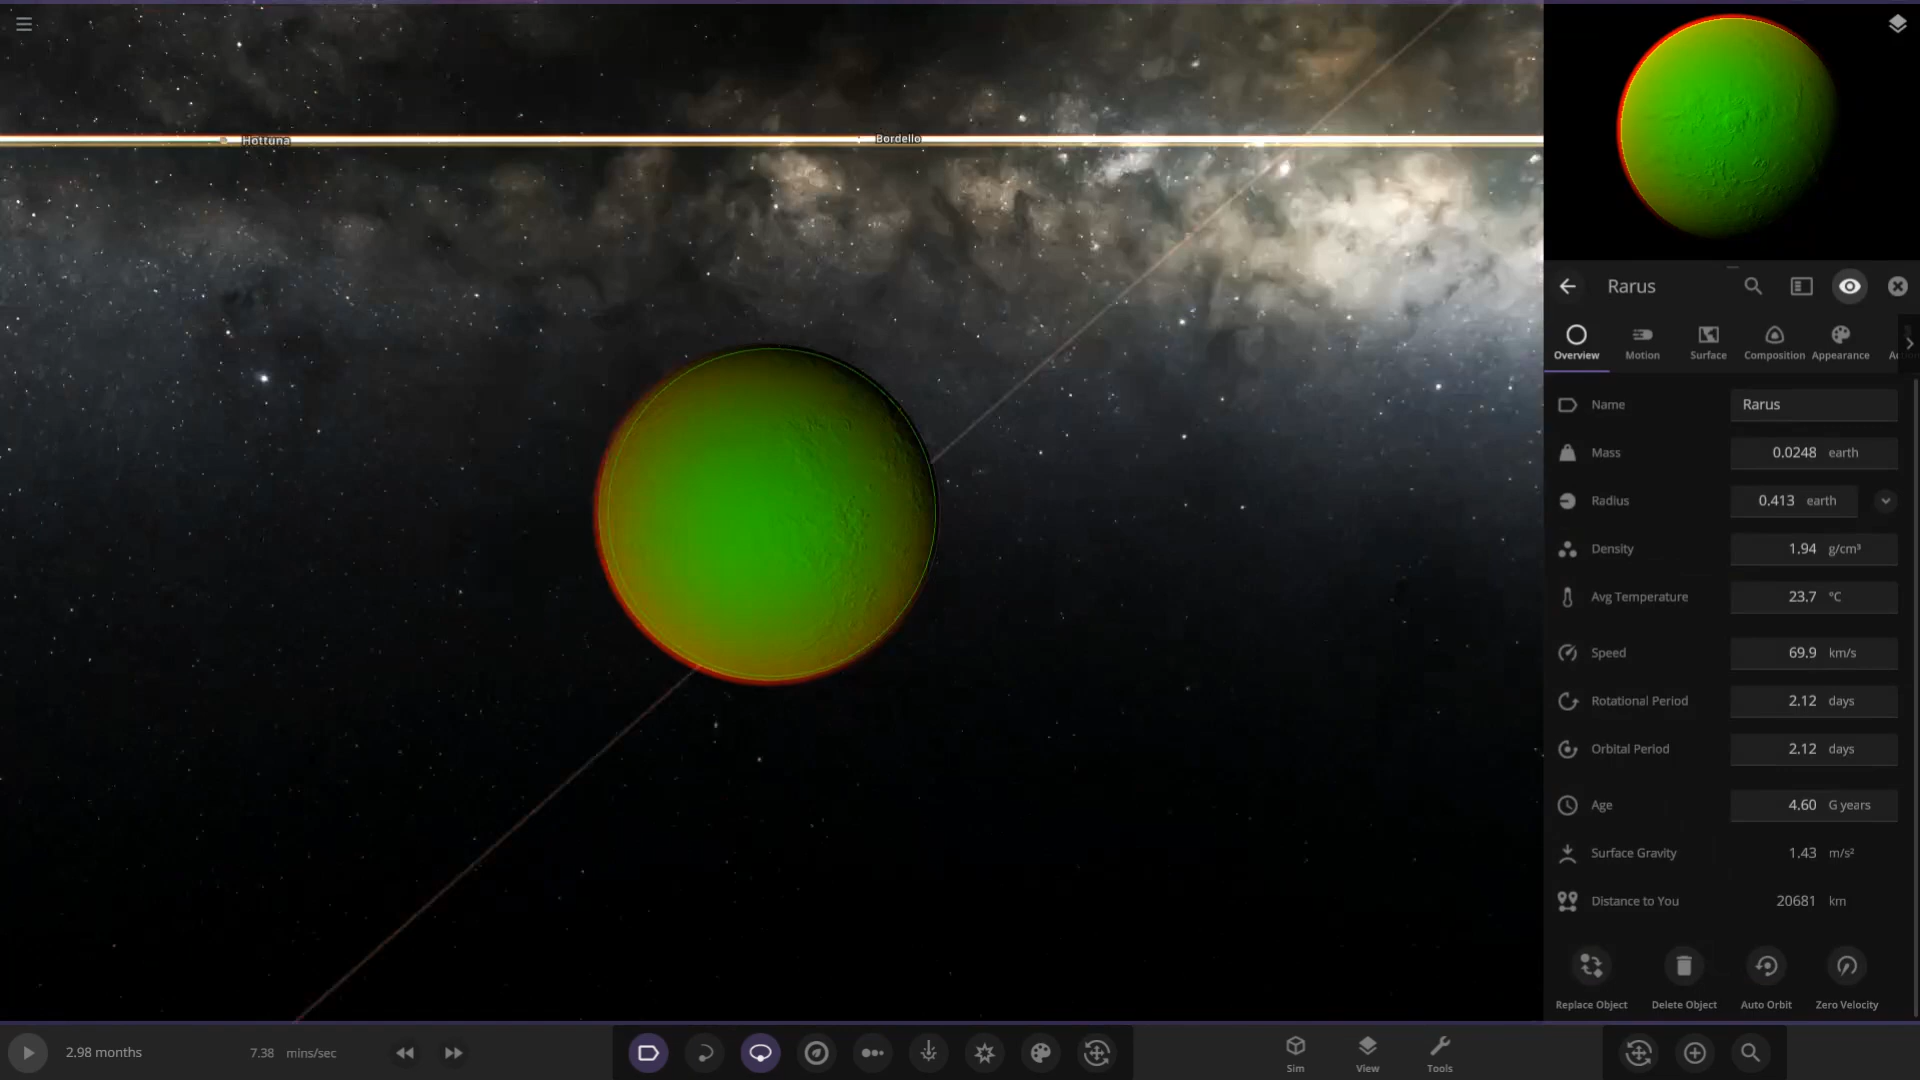 Hottuna
Bordello
Rarus
Overview
Motion
Surface
Composition
Appearance
Name Rarus
Mass 0.0248 earth
Radius 0.413 earth
Density 1.94 g/cm³
Avg Temperature 23.7 °C
Speed 69.9 km/s
Rotational Period 2.12 days
Orbital Period 2.12 days
Age 4.60 G years
Surface Gravity 1.43 m/s²
Distance to You 20681 km
Replace Object
Delete Object
Auto Orbit
Zero Velocity
2.98 months
7.38 mins/sec
Sim
View
Tools